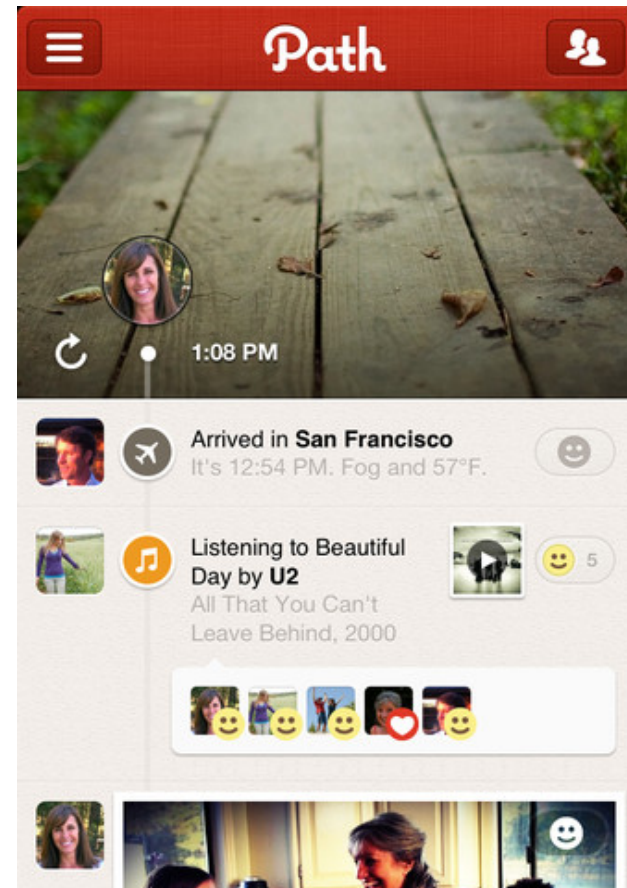 Path
1:08 PM
Arrived in San Francisco
It's 12:54 PM. Fog and 57°F.
Listening to Beautiful
Day by U2
5
All That You Can't
Leave Behind, 2000